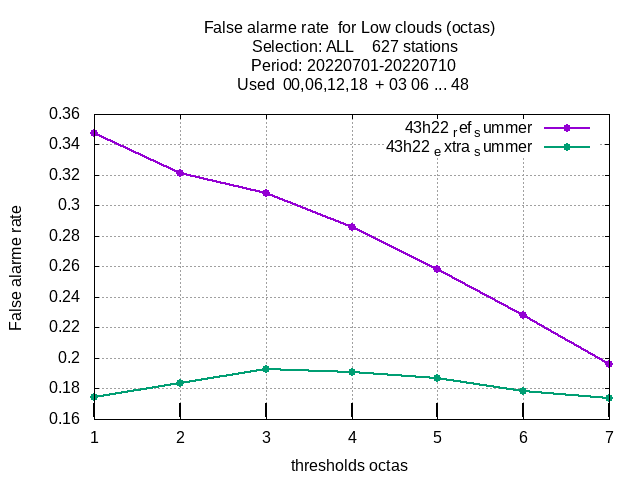 False alarme rate  for Low clouds (octas)
Selection: ALL    627 stations
Period: 20220701-20220710
Used  00,06,12,18  + 03 06 ... 48
43h22 ref summer
43h22 extra summer
0.36
0.34
0.32
0.3
0.28
0.26
0.24
0.22
0.2
0.18
0.16
False alarme rate
1 2 3 4 5 6 7
thresholds octas